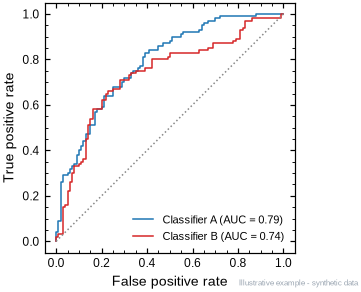 True positive rate
1.0
0.8
0.6
0.4
0.2
0.0
Classifier A (AUC = 0.79)
Classifier B (AUC = 0.74)
0.0 0.2 0.4 0.6 0.8 1.0
False positive rate
Illustrative example - synthetic data